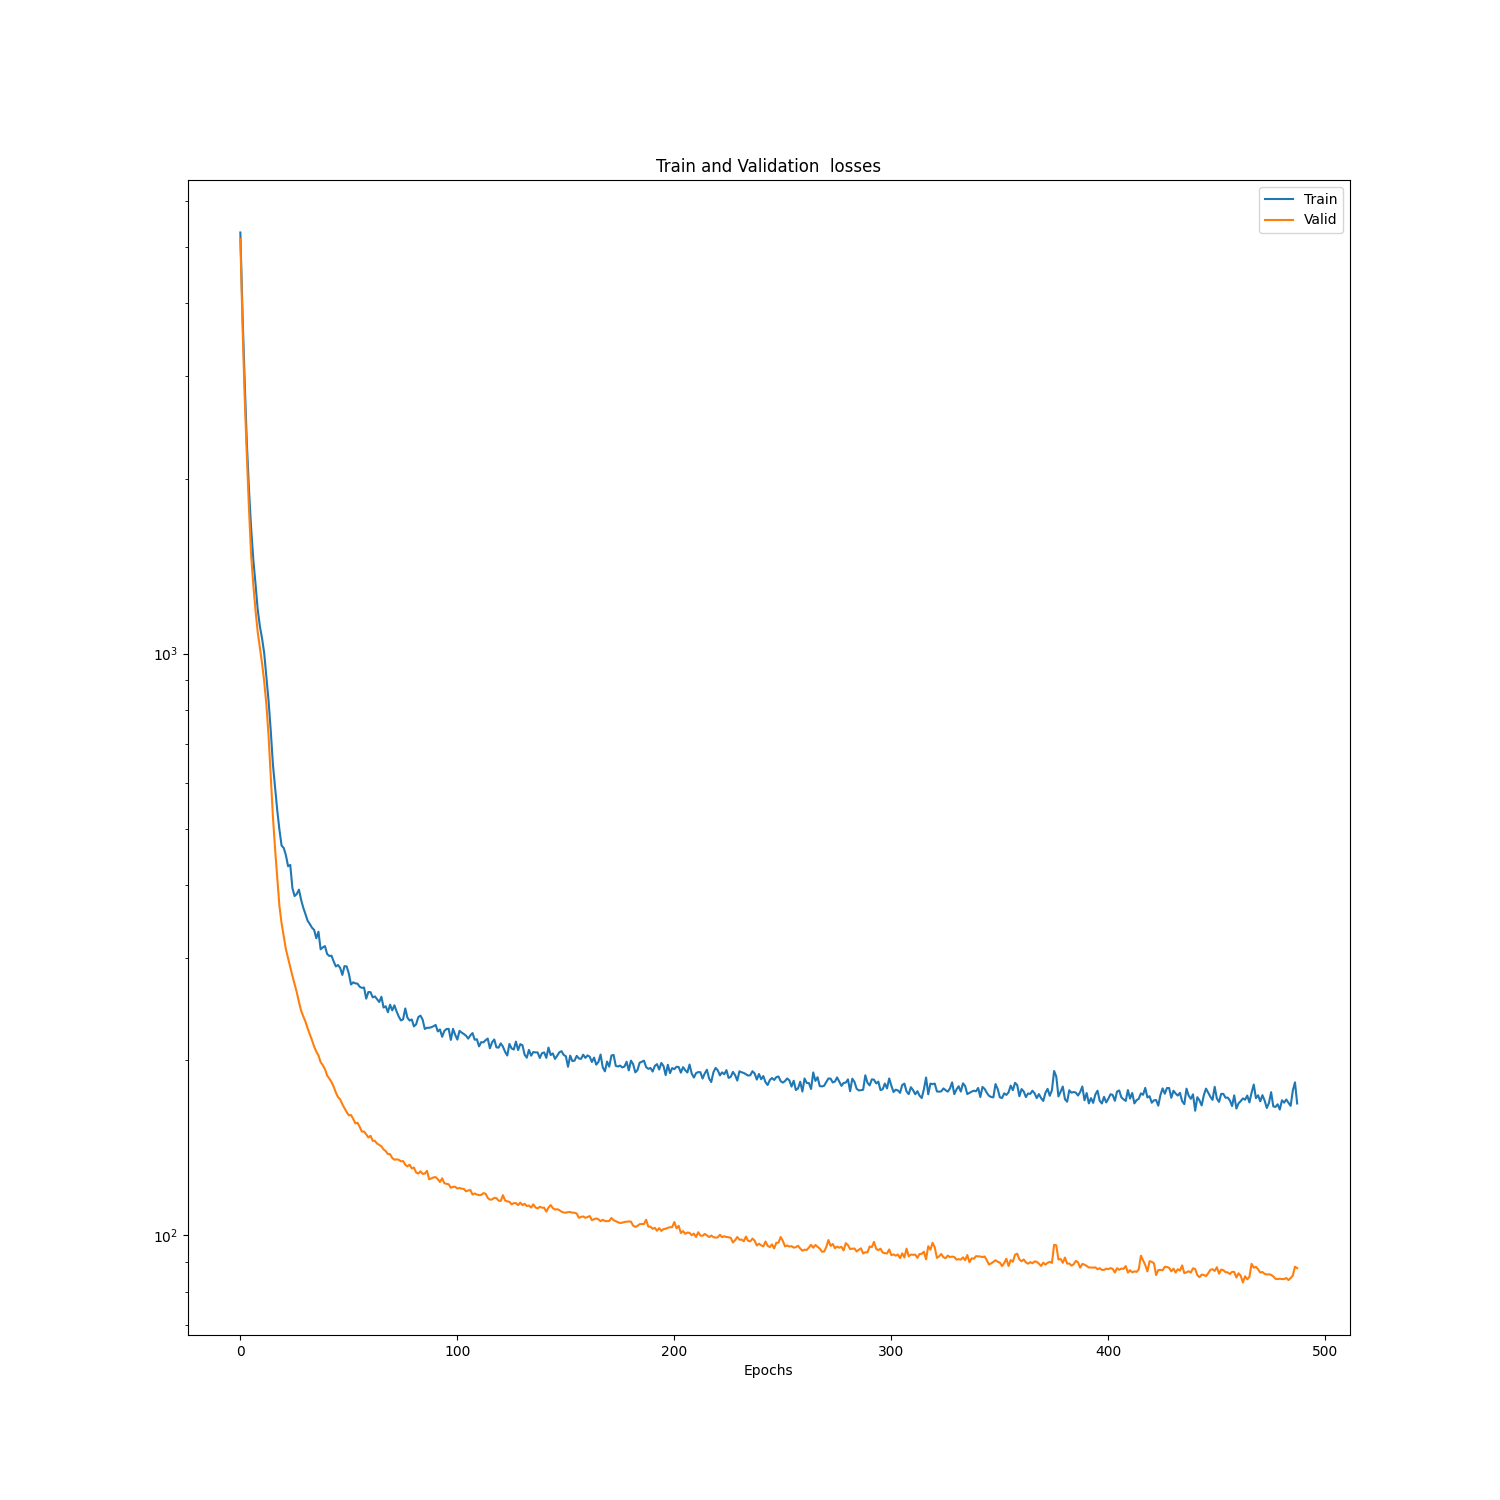 Train and Validation  losses
Train
Valid
10³
10²
0 100 200 300 400 500
Epochs